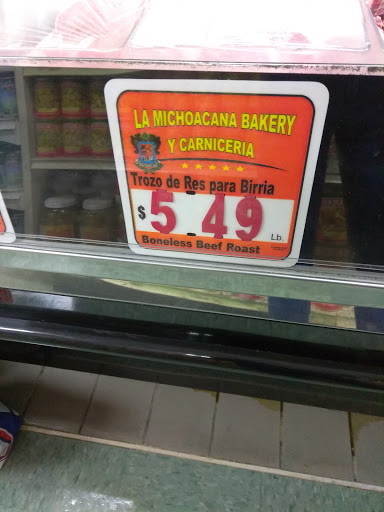 LA MICHOACANA BAKERY
Y CARNICERIA
Trozo de Res para Birria
$5.49 Lb.
Boneless Beef Roast